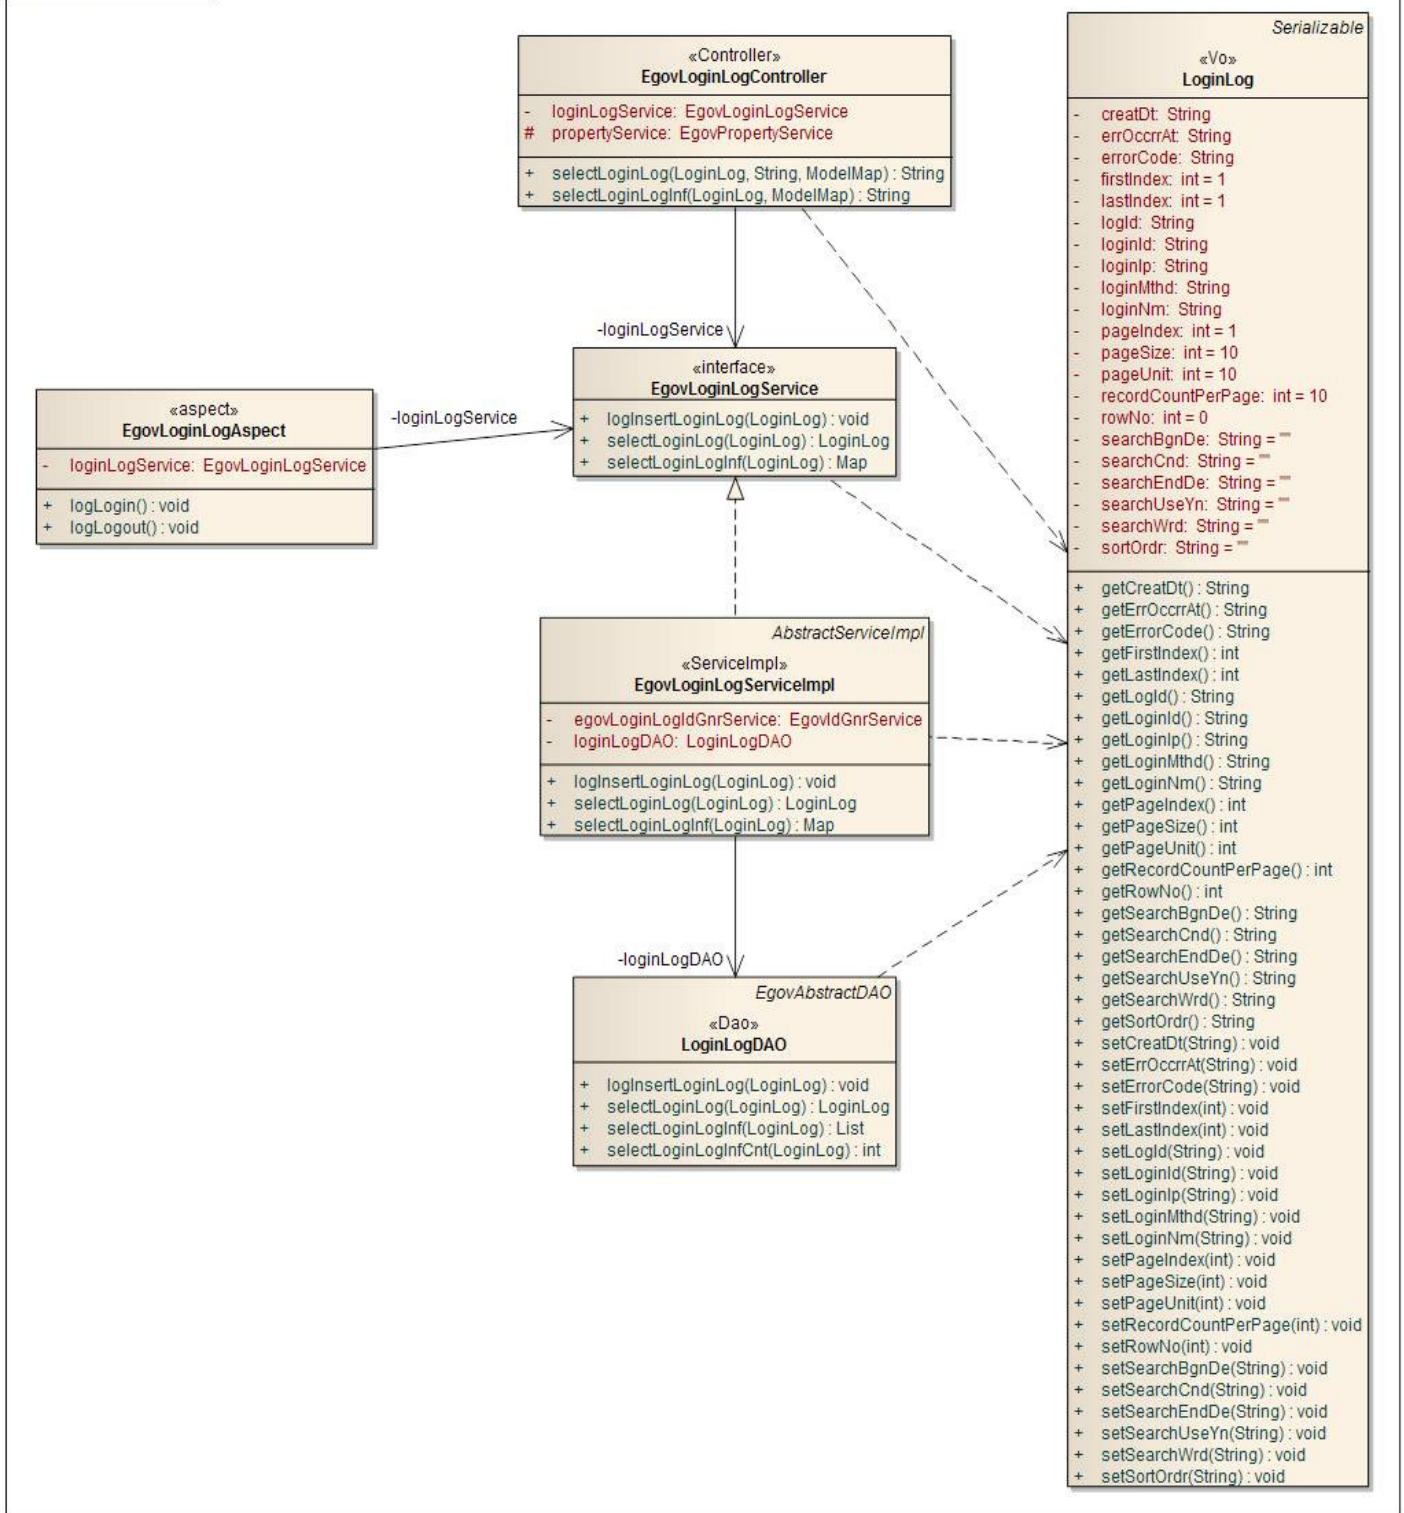 «Controller»
EgovLoginLogController
- loginLogService: EgovLoginLogService
# propertyService: EgovPropertyService
+ selectLoginLog(LoginLog, String, ModelMap) : String
+ selectLoginLogInf(LoginLog, ModelMap) : String
-loginLogService
«interface»
EgovLoginLogService
+ logInsertLoginLog(LoginLog) : void
+ selectLoginLog(LoginLog) : LoginLog
+ selectLoginLogInf(LoginLog) : Map
«aspect»
EgovLoginLogAspect
- loginLogService: EgovLoginLogService
+ logLogin() : void
+ logLogout() : void
-loginLogService
AbstractServiceImpl
«ServiceImpl»
EgovLoginLogServiceImpl
- egovLoginLogIdGnrService: EgovIdGnrService
- loginLogDAO: LoginLogDAO
+ logInsertLoginLog(LoginLog) : void
+ selectLoginLog(LoginLog) : LoginLog
+ selectLoginLogInf(LoginLog) : Map
-loginLogDAO
EgovAbstractDAO
«Dao»
LoginLogDAO
+ logInsertLoginLog(LoginLog) : void
+ selectLoginLog(LoginLog) : LoginLog
+ selectLoginLogInf(LoginLog) : List
+ selectLoginLogInfCnt(LoginLog) : int
Serializable
«Vo»
LoginLog
- creatDt: String
- errOccrrAt: String
- errorCode: String
- firstIndex: int = 1
- lastIndex: int = 1
- logId: String
- loginId: String
- loginIp: String
- loginMthd: String
- loginNm: String
- pageIndex: int = 1
- pageSize: int = 10
- pageUnit: int = 10
- recordCountPerPage: int = 10
- rowNo: int = 0
- searchBgnDe: String = ""
- searchCnd: String = ""
- searchEndDe: String = ""
- searchUseYn: String = ""
- searchWrd: String = ""
- sortOrdr: String = ""
+ getCreatDt() : String
+ getErrOccrrAt() : String
+ getErrorCode() : String
+ getFirstIndex() : int
+ getLastIndex() : int
+ getLogId() : String
+ getLoginId() : String
+ getLoginIp() : String
+ getLoginMthd() : String
+ getLoginNm() : String
+ getPageIndex() : int
+ getPageSize() : int
+ getPageUnit() : int
+ getRecordCountPerPage() : int
+ getRowNo() : int
+ getSearchBgnDe() : String
+ getSearchCnd() : String
+ getSearchEndDe() : String
+ getSearchUseYn() : String
+ getSearchWrd() : String
+ getSortOrdr() : String
+ setCreatDt(String) : void
+ setErrOccrrAt(String) : void
+ setErrorCode(String) : void
+ setFirstIndex(int) : void
+ setLastIndex(int) : void
+ setLogId(String) : void
+ setLoginId(String) : void
+ setLoginIp(String) : void
+ setLoginMthd(String) : void
+ setLoginNm(String) : void
+ setPageIndex(int) : void
+ setPageSize(int) : void
+ setPageUnit(int) : void
+ setRecordCountPerPage(int) : void
+ setRowNo(int) : void
+ setSearchBgnDe(String) : void
+ setSearchCnd(String) : void
+ setSearchEndDe(String) : void
+ setSearchUseYn(String) : void
+ setSearchWrd(String) : void
+ setSortOrdr(String) : void